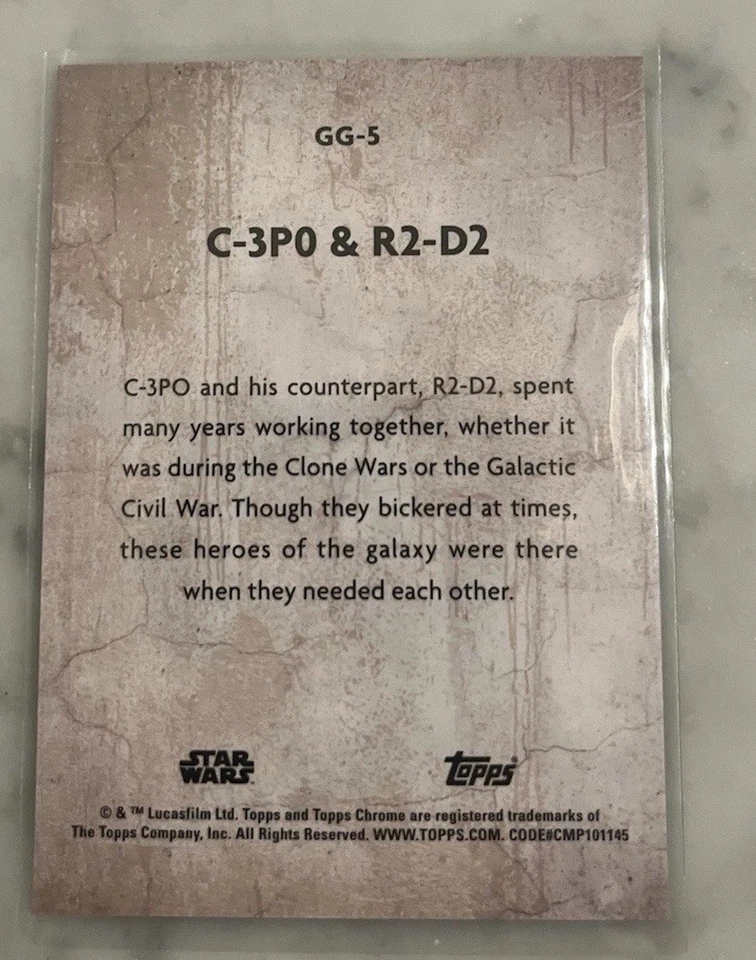 GG-5
C-3P0 & R2-D2
C-3PO and his counterpart, R2-D2, spent
many years working together, whether it
was during the Clone Wars or the Galactic
Civil War. Though they bickered at times,
these heroes of the galaxy were there
when they needed each other.
STAR WARS™ Topps®
© & ™ Lucasfilm Ltd. Topps and Topps Chrome are registered trademarks of
The Topps Company, Inc. All Rights Reserved. WWW.TOPPS.COM. CODE#CMP101145